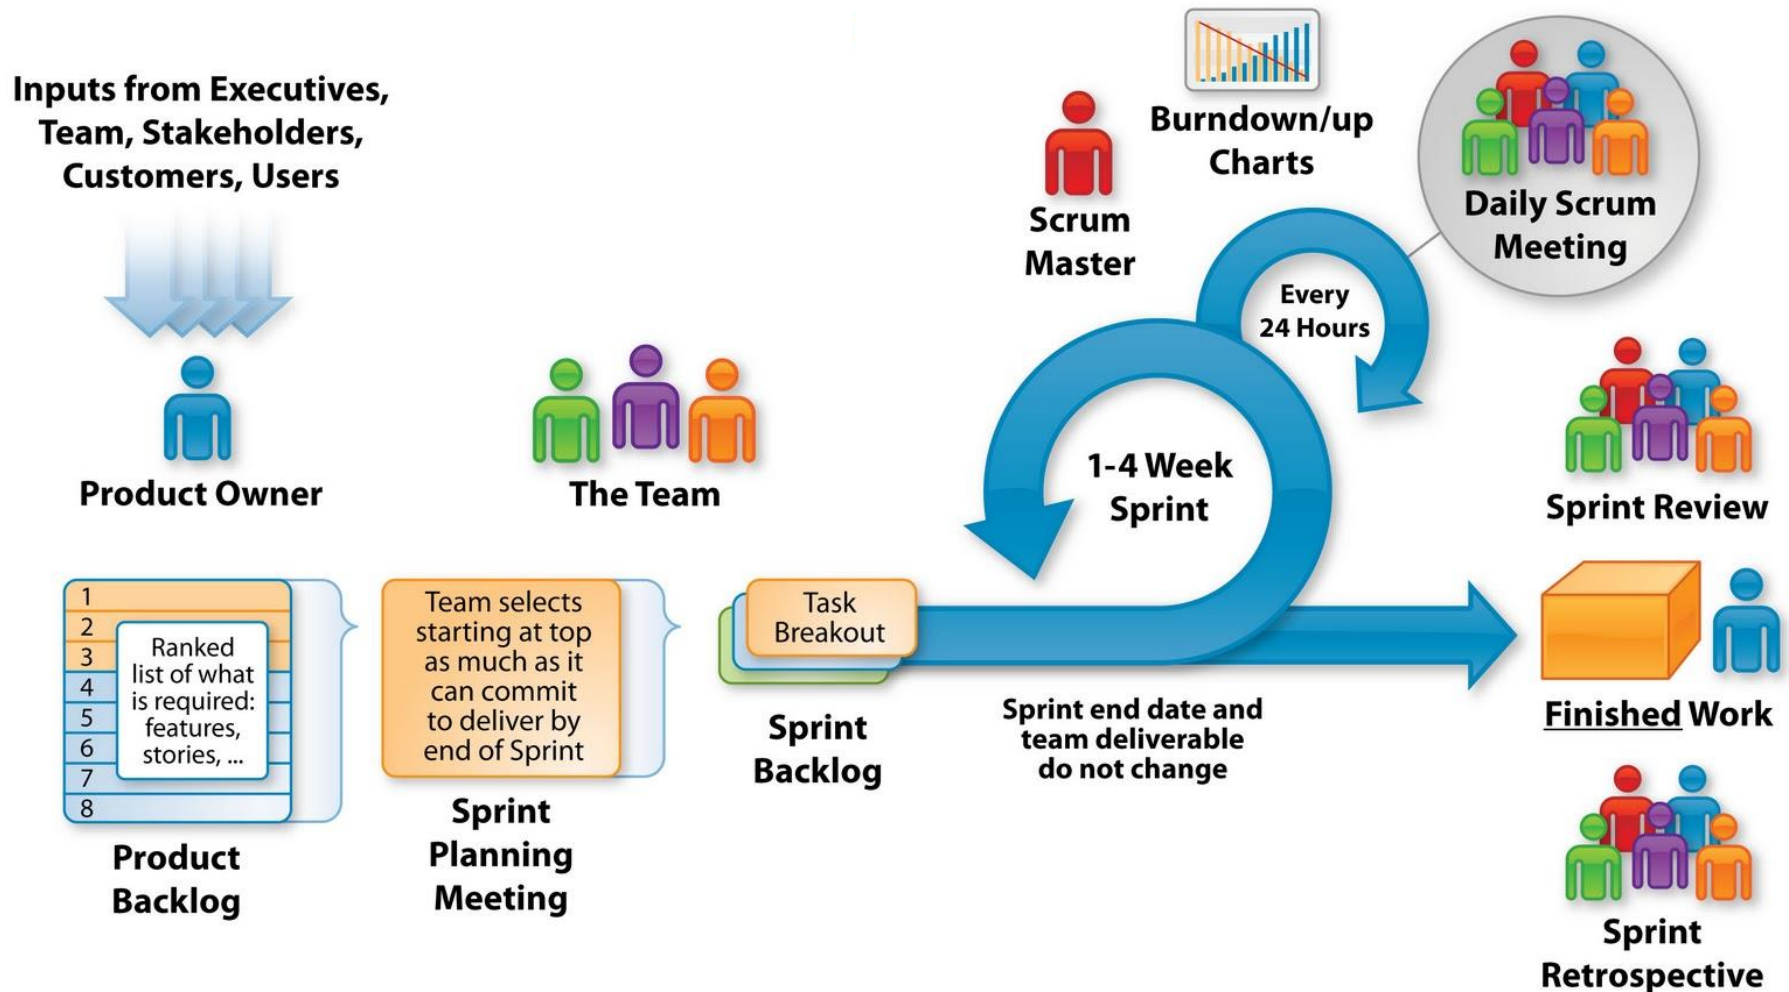 Inputs from Executives,
Team, Stakeholders,
Customers, Users
Product Owner
The Team
Scrum
Master
Burndown/up
Charts
Daily Scrum
Meeting
Every
24 Hours
1-4 Week
Sprint
Sprint Review
1
2
3
4
5
6
7
8
Ranked
list of what
is required:
features,
stories, ...
Product
Backlog
Team selects
starting at top
as much as it
can commit
to deliver by
end of Sprint
Sprint
Planning
Meeting
Task
Breakout
Sprint
Backlog
Sprint end date and
team deliverable
do not change
Finished Work
Sprint
Retrospective